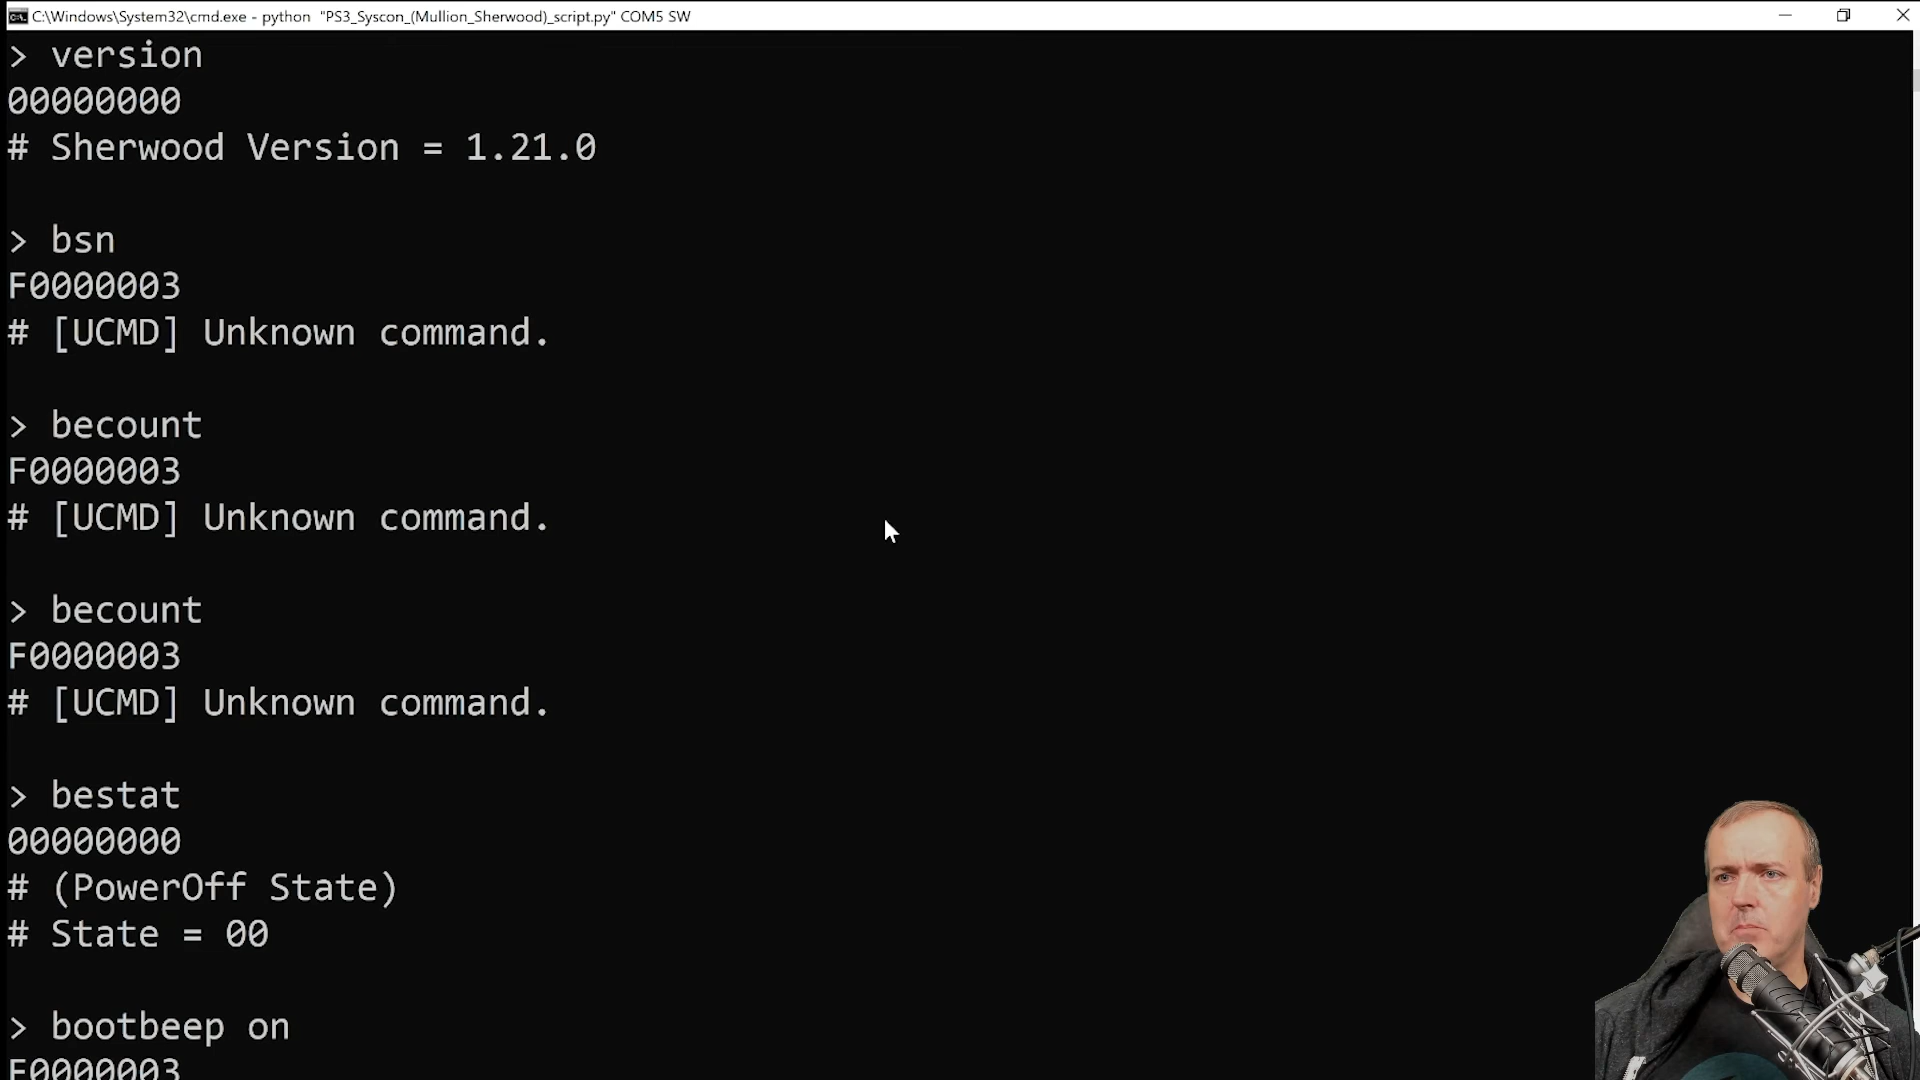 C:\Windows\System32\cmd.exe - python  "PS3_Syscon_(Mullion_Sherwood)_script.py" COM5 SW
> version
00000000
# Sherwood Version = 1.21.0
> bsn
F0000003
# [UCMD] Unknown command.
> becount
F0000003
# [UCMD] Unknown command.
> becount
F0000003
# [UCMD] Unknown command.
> bestat
00000000
# (PowerOff State)
# State = 00
> bootbeep on
F0000003